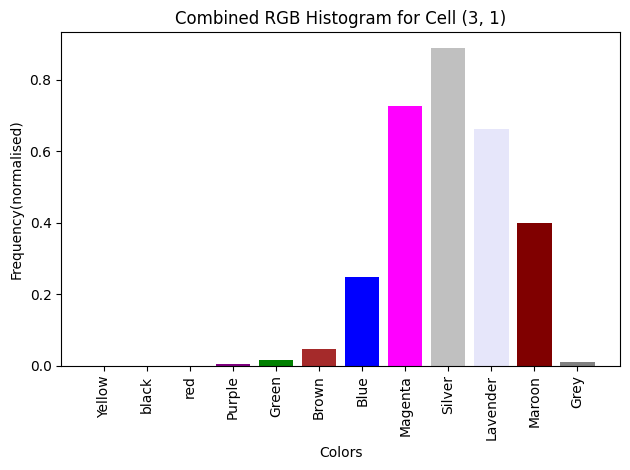 Combined RGB Histogram for Cell (3, 1)
Frequency(normalised)
0.8
0.6
0.4
0.2
0.0
Yellow
black
red
Purple
Green
Brown
Blue
Magenta
Silver
Lavender
Maroon
Grey
Colors